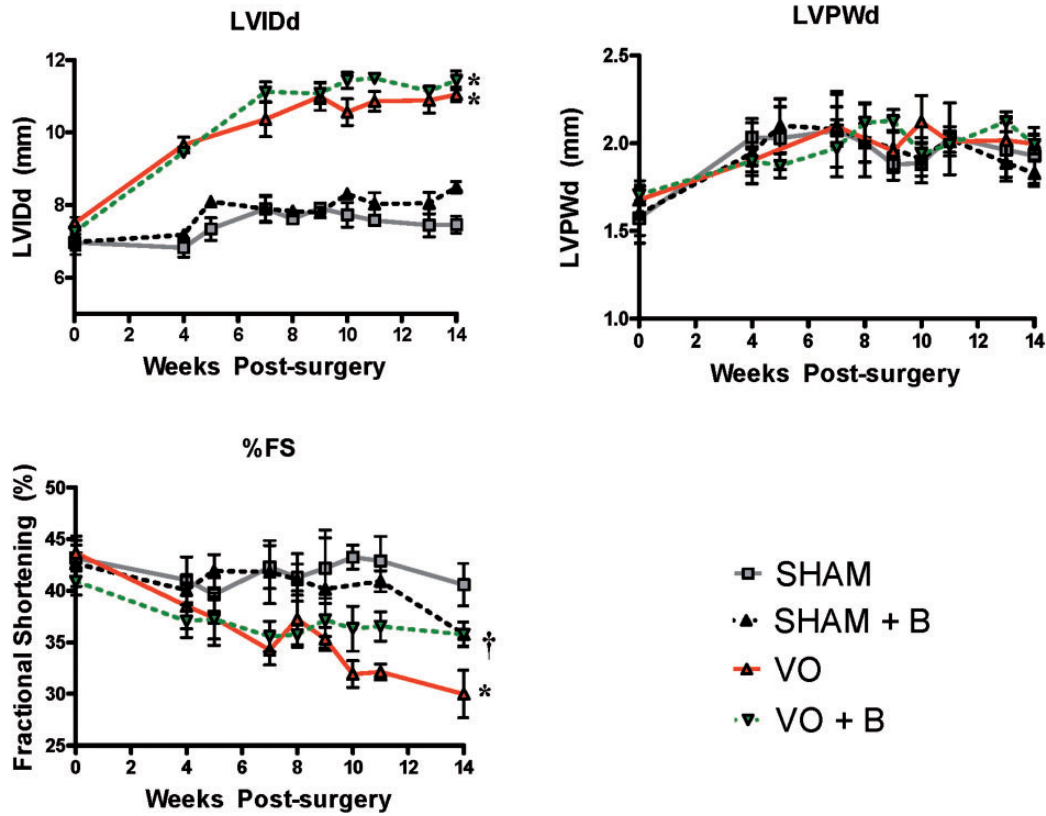 LVIDd
LVIDd (mm)
12
10
8
6
0 2 4 6 8 10 12 14
*
*
Weeks Post-surgery
LVPWd
LVPWd (mm)
2.5
2.0
1.5
1.0
0 2 4 6 8 10 12 14
Weeks Post-surgery
%FS
Fractional Shortening (%)
50
45
40
35
30
25
0 2 4 6 8 10 12 14
†
*
Weeks Post-surgery
SHAM
SHAM + B
VO
VO + B